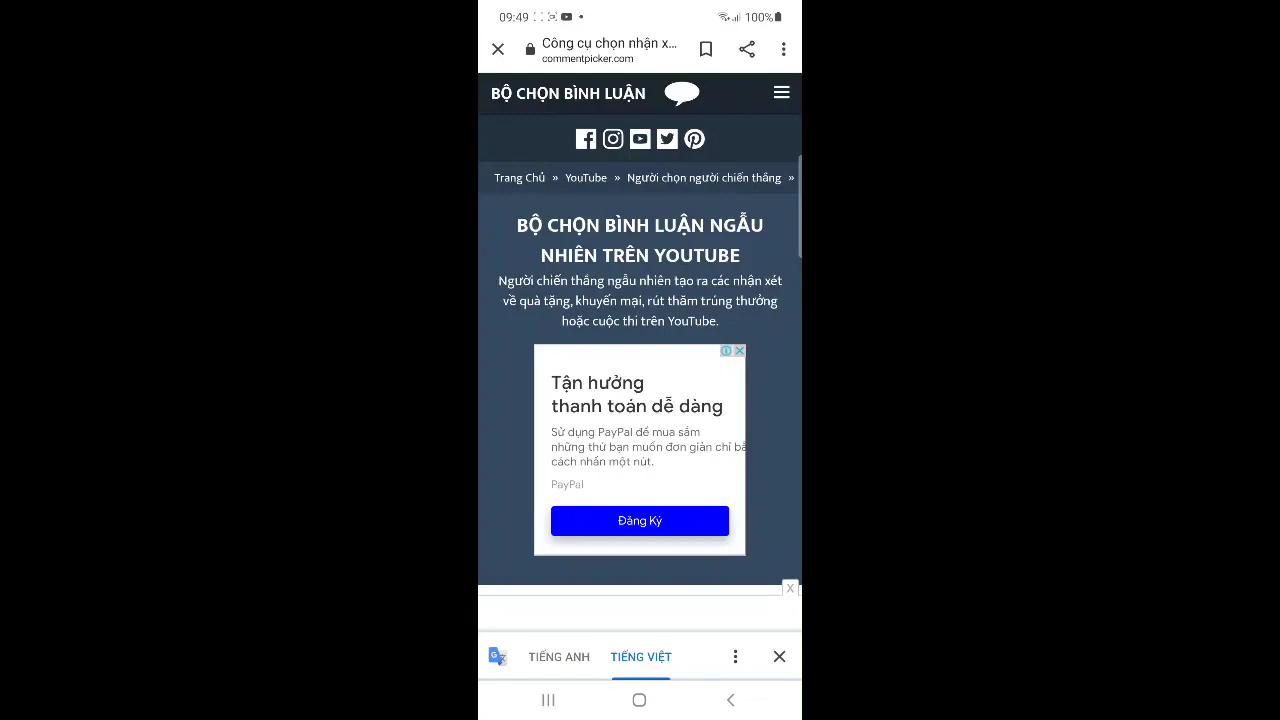 09:49 100%
Công cụ chọn nhận x...
commentpicker.com
BỘ CHỌN BÌNH LUẬN
Trang Chủ » YouTube » Người chọn người chiến thắng »
BỘ CHỌN BÌNH LUẬN NGẪU
NHIÊN TRÊN YOUTUBE
Người chiến thắng ngẫu nhiên tạo ra các nhận xét
về quà tặng, khuyến mại, rút thăm trúng thưởng
hoặc cuộc thi trên YouTube.
Tận hưởng
thanh toán dễ dàng
Sử dụng PayPal để mua sắm
những thứ bạn muốn đơn giản chỉ bằ
cách nhấn một nút.
PayPal
Đăng Ký
X
TIẾNG ANH TIẾNG VIỆT